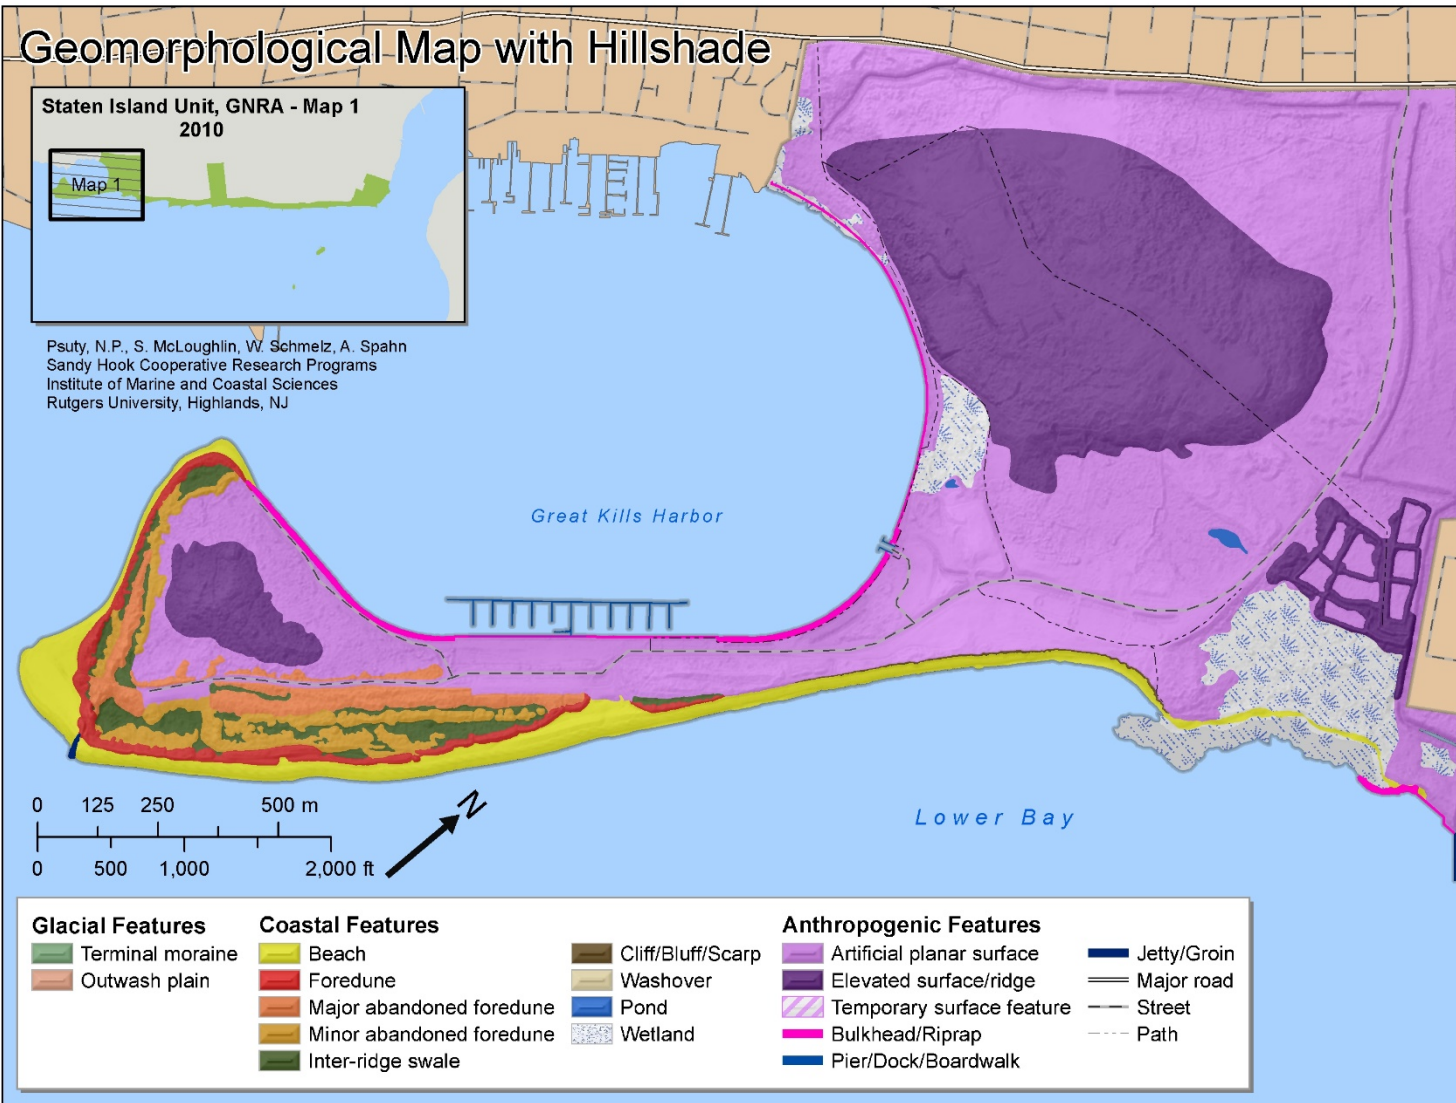 Geomorphological Map with Hillshade
Staten Island Unit, GNRA - Map 1
2010
Map 1
Psuty, N.P., S. McLoughlin, W. Schmelz, A. Spahn
Sandy Hook Cooperative Research Programs
Institute of Marine and Coastal Sciences
Rutgers University, Highlands, NJ
Great Kills Harbor
Lower Bay
0 125 250 500 m
0 500 1,000 2,000 ft
N
Glacial Features
Terminal moraine
Outwash plain
Coastal Features
Beach
Foredune
Major abandoned foredune
Minor abandoned foredune
Inter-ridge swale
Cliff/Bluff/Scarp
Washover
Pond
Wetland
Anthropogenic Features
Artificial planar surface
Elevated surface/ridge
Temporary surface feature
Bulkhead/Riprap
Pier/Dock/Boardwalk
Jetty/Groin
Major road
Street
Path